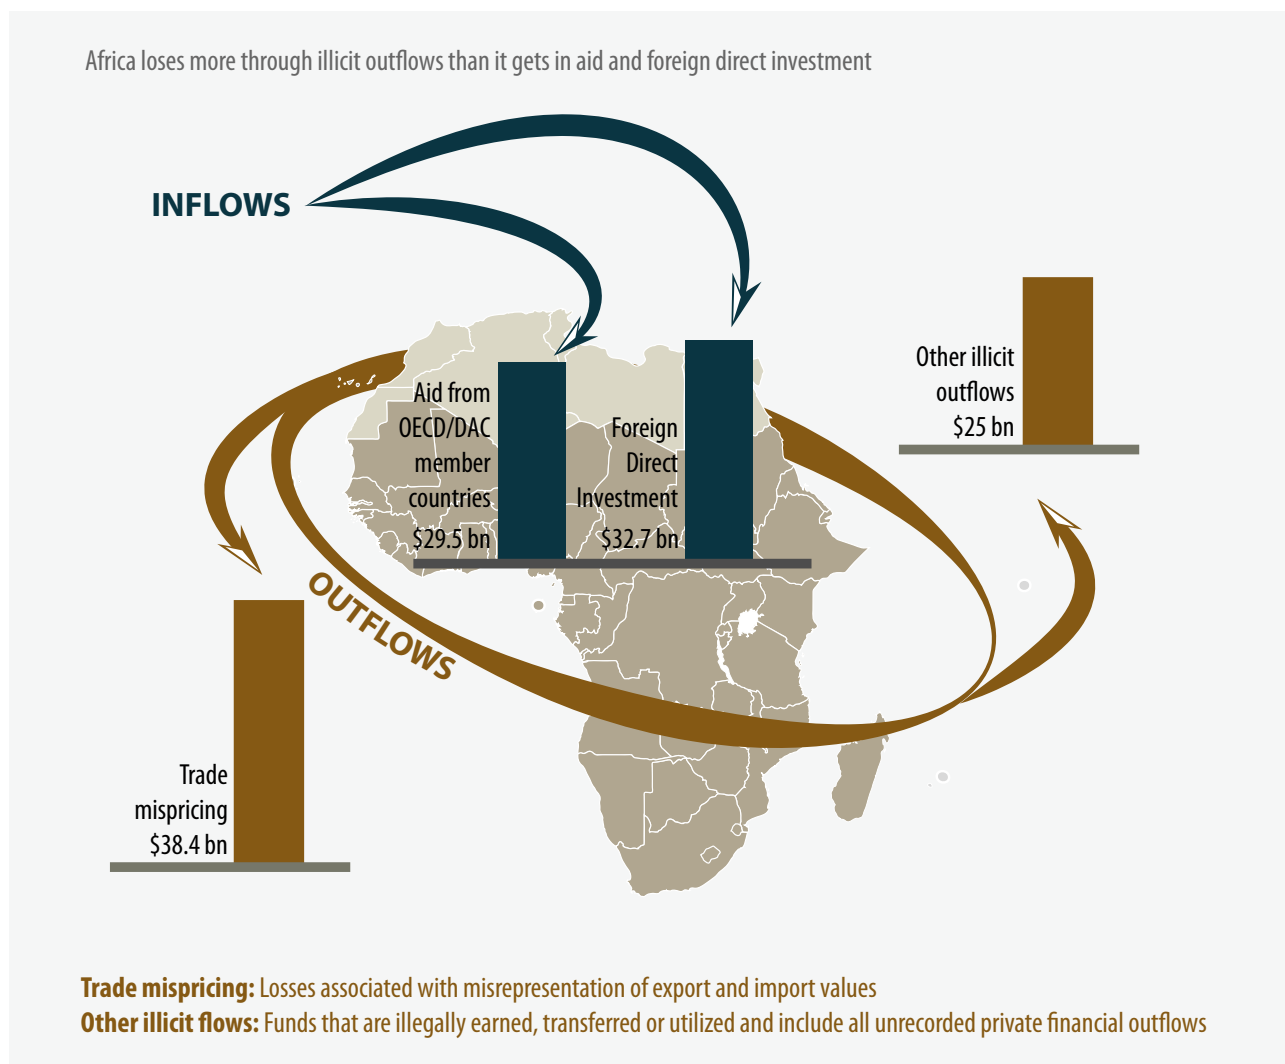 Africa loses more through illicit outflows than it gets in aid and foreign direct investment
INFLOWS
Aid from
OECD/DAC
member
countries
$29.5 bn
Foreign
Direct
Investment
$32.7 bn
Other illicit
outflows
$25 bn
OUTFLOWS
Trade
mispricing
$38.4 bn
Trade mispricing: Losses associated with misrepresentation of export and import values
Other illicit flows: Funds that are illegally earned, transferred or utilized and include all unrecorded private financial outflows